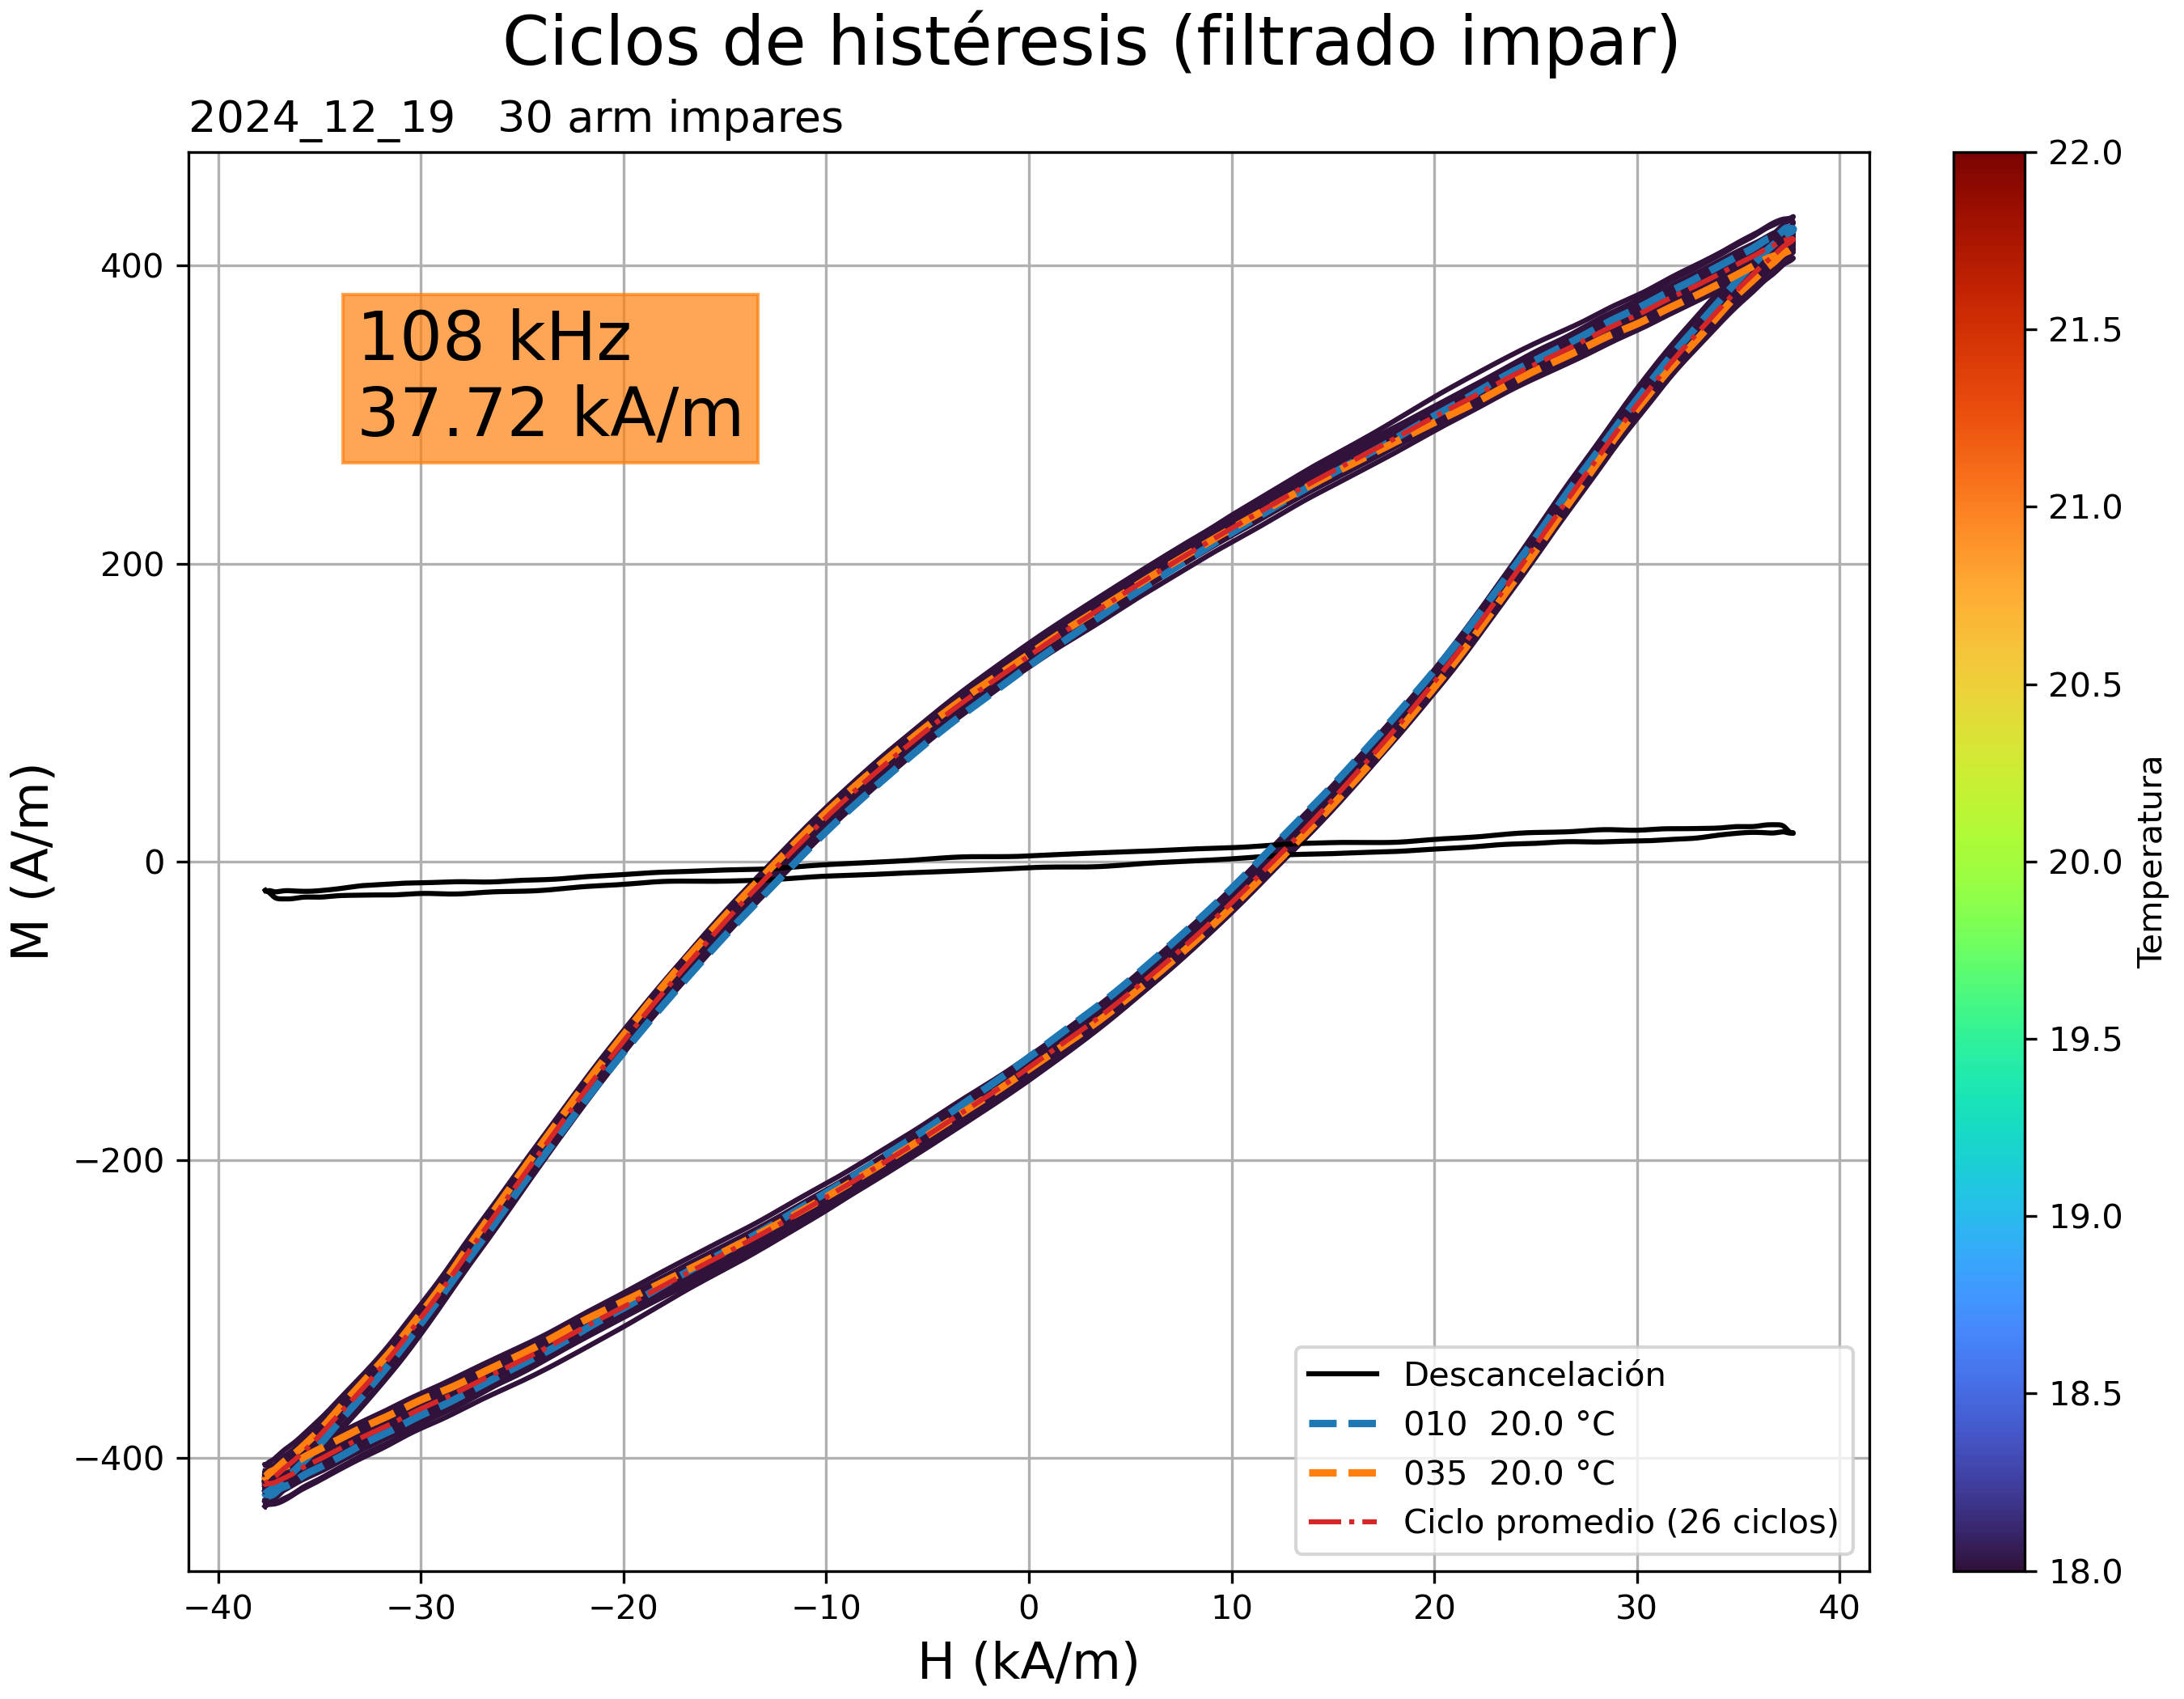 Ciclos de histéresis (filtrado impar)
2024_12_19   30 arm impares
108 kHz
37.72 kA/m
M (A/m)
400
200
0
−200
−400
−40
−30
−20
−10
0
10
20
30
40
H (kA/m)
Descancelación
010  20.0 °C
035  20.0 °C
Ciclo promedio (26 ciclos)
22.0
21.5
21.0
20.5
20.0
19.5
19.0
18.5
18.0
Temperatura